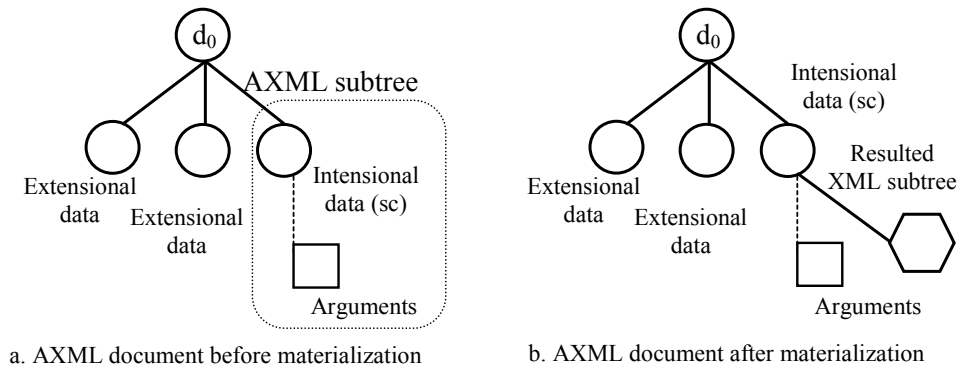 d0
AXML subtree
Extensional
data
Extensional
data
Intensional
data (sc)
Arguments
a. AXML document before materialization
d0
Intensional
data (sc)
Resulted
XML subtree
Extensional
data
Extensional
data
Arguments
b. AXML document after materialization